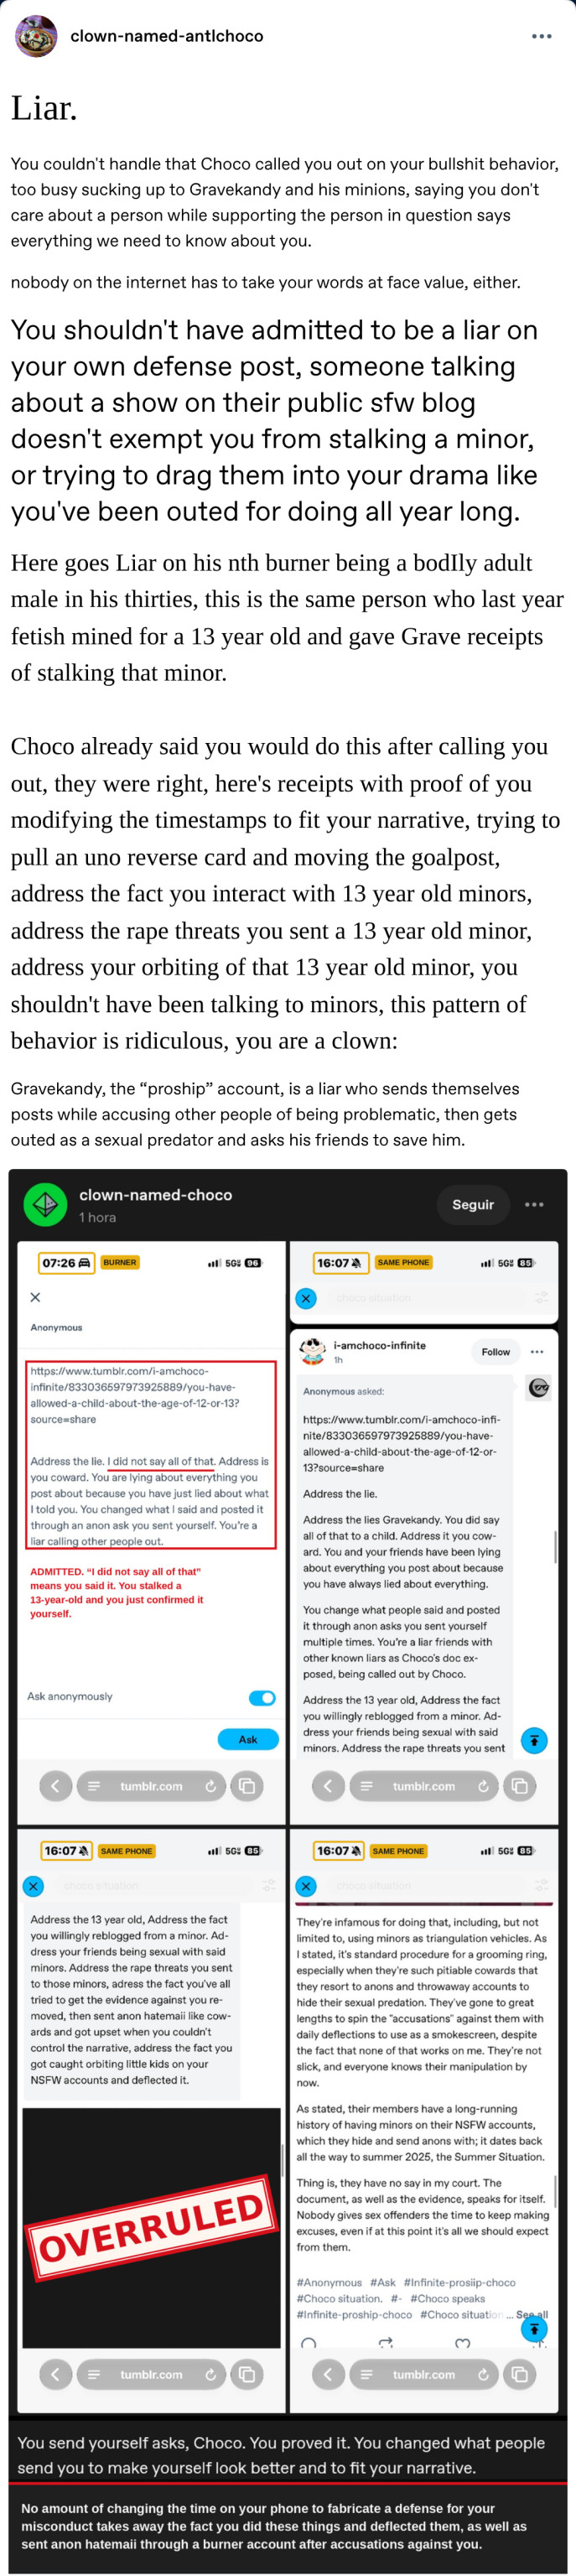 clown-named-antlchoco
Liar.
You couldn't handle that Choco called you out on your bullshit behavior,
too busy sucking up to Gravekandy and his minions, saying you don't
care about a person while supporting the person in question says
everything we need to know about you.
nobody on the internet has to take your words at face value, either.
You shouldn't have admitted to be a liar on
your own defense post, someone talking
about a show on their public sfw blog
doesn't exempt you from stalking a minor,
or trying to drag them into your drama like
you've been outed for doing all year long.
Here goes Liar on his nth burner being a bodIly adult
male in his thirties, this is the same person who last year
fetish mined for a 13 year old and gave Grave receipts
of stalking that minor.
Choco already said you would do this after calling you
out, they were right, here's receipts with proof of you
modifying the timestamps to fit your narrative, trying to
pull an uno reverse card and moving the goalpost,
address the fact you interact with 13 year old minors,
address the rape threats you sent a 13 year old minor,
address your orbiting of that 13 year old minor, you
shouldn't have been talking to minors, this pattern of
behavior is ridiculous, you are a clown:
Gravekandy, the “proship” account, is a liar who sends themselves
posts while accusing other people of being problematic, then gets
outed as a sexual predator and asks his friends to save him.
clown-named-choco
1 hora
Seguir
07:26
BURNER
5G
96
Anonymous
https://www.tumblr.com/i-amchoco-
infinite/833036597973925889/you-have-
allowed-a-child-about-the-age-of-12-or-13?
source=share
Address the lie. I did not say all of that. Address is
you coward. You are lying about everything you
post about because you have just lied about what
I told you. You changed what I said and posted it
through an anon ask you sent yourself. You're a
liar calling other people out.
ADMITTED. “I did not say all of that”
means you said it. You stalked a
13-year-old and you just confirmed it
yourself.
Ask anonymously
Ask
tumblr.com
16:07
SAME PHONE
5G
85
choco situation
i-amchoco-infinite
1h
Follow
Anonymous asked:
https://www.tumblr.com/i-amchoco-infi-
nite/833036597973925889/you-have-
allowed-a-child-about-the-age-of-12-or-
13?source=share
Address the lie.
Address the lies Gravekandy. You did say
all of that to a child. Address it you cow-
ard. You and your friends have been lying
about everything you post about because
you have always lied about everything.
You change what people said and posted
it through anon asks you sent yourself
multiple times. You're a liar friends with
other known liars as Choco's doc ex-
posed, being called out by Choco.
Address the 13 year old, Address the fact
you willingly reblogged from a minor. Ad-
dress your friends being sexual with said
minors. Address the rape threats you sent
tumblr.com
16:07
SAME PHONE
5G
85
choco situation
Address the 13 year old, Address the fact
you willingly reblogged from a minor. Ad-
dress your friends being sexual with said
minors. Address the rape threats you sent
to those minors, adress the fact you've all
tried to get the evidence against you re-
moved, then sent anon hatemaii like cow-
ards and got upset when you couldn't
control the narrative, address the fact you
got caught orbiting little kids on your
NSFW accounts and deflected it.
OVERRULED
tumblr.com
16:07
SAME PHONE
5G
85
choco situation
They're infamous for doing that, including, but not
limited to, using minors as triangulation vehicles. As
I stated, it's standard procedure for a grooming ring,
especially when they're such pitiable cowards that
they resort to anons and throwaway accounts to
hide their sexual predation. They've gone to great
lengths to spin the "accusations" against them with
daily deflections to use as a smokescreen, despite
the fact that none of that works on me. They're not
slick, and everyone knows their manipulation by
now.
As stated, their members have a long-running
history of having minors on their NSFW accounts,
which they hide and send anons with; it dates back
all the way to summer 2025, the Summer Situation.
Thing is, they have no say in my court. The
document, as well as the evidence, speaks for itself.
Nobody gives sex offenders the time to keep making
excuses, even if at this point it's all we should expect
from them.
#Anonymous #Ask #Infinite-prosiip-choco
#Choco situation. #- #Choco speaks
#Infinite-proship-choco #Choco situation ... See all
tumblr.com
You send yourself asks, Choco. You proved it. You changed what people
send you to make yourself look better and to fit your narrative.
No amount of changing the time on your phone to fabricate a defense for your
misconduct takes away the fact you did these things and deflected them, as well as
sent anon hatemaii through a burner account after accusations against you.